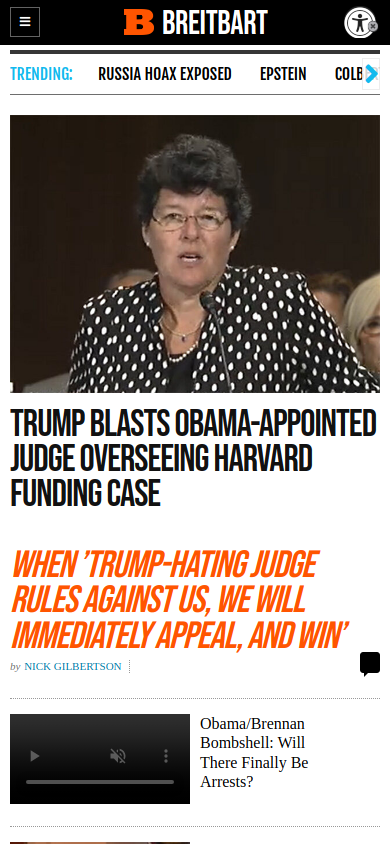 BREITBART
TRENDING:
RUSSIA HOAX EXPOSED
EPSTEIN
COLB
TRUMP BLASTS OBAMA-APPOINTED
JUDGE OVERSEEING HARVARD
FUNDING CASE
WHEN 'TRUMP-HATING JUDGE
RULES AGAINST US, WE WILL
IMMEDIATELY APPEAL, AND WIN'
by NICK GILBERTSON
Obama/Brennan
Bombshell: Will
There Finally Be
Arrests?